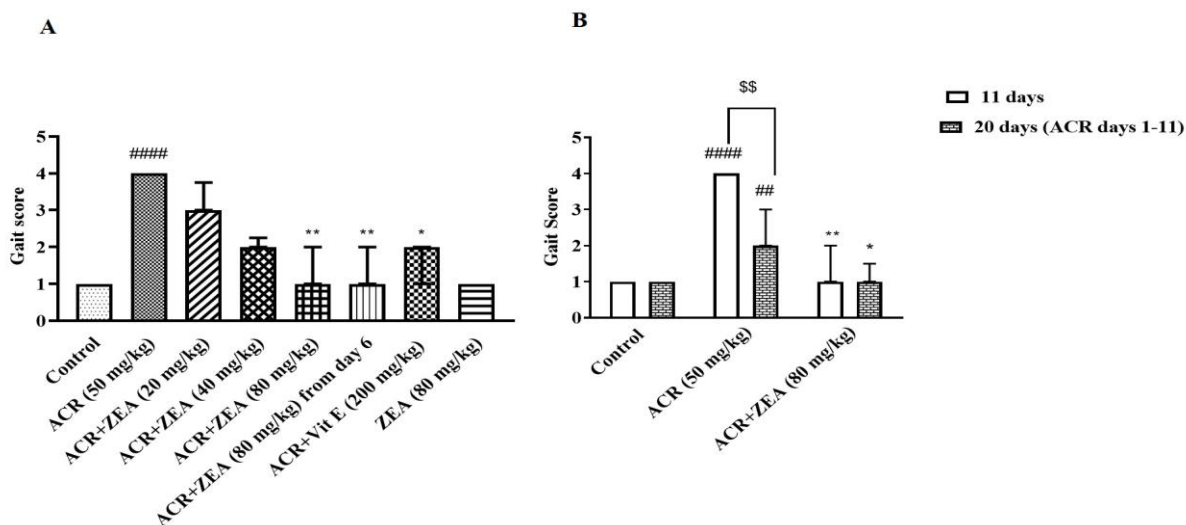 A
Gait score
5
4
3
2
1
0
####
**
**
*
Control
ACR (50 mg/kg)
ACR+ZEA (20 mg/kg)
ACR+ZEA (40 mg/kg)
ACR+ZEA (80 mg/kg)
ACR+ZEA (80 mg/kg) from day 6
ACR+Vit E (200 mg/kg)
ZEA (80 mg/kg)
B
Gait Score
5
4
3
2
1
0
$$
####
##
**
*
Control
ACR (50 mg/kg)
ACR+ZEA (80 mg/kg)
11 days
20 days (ACR days 1-11)